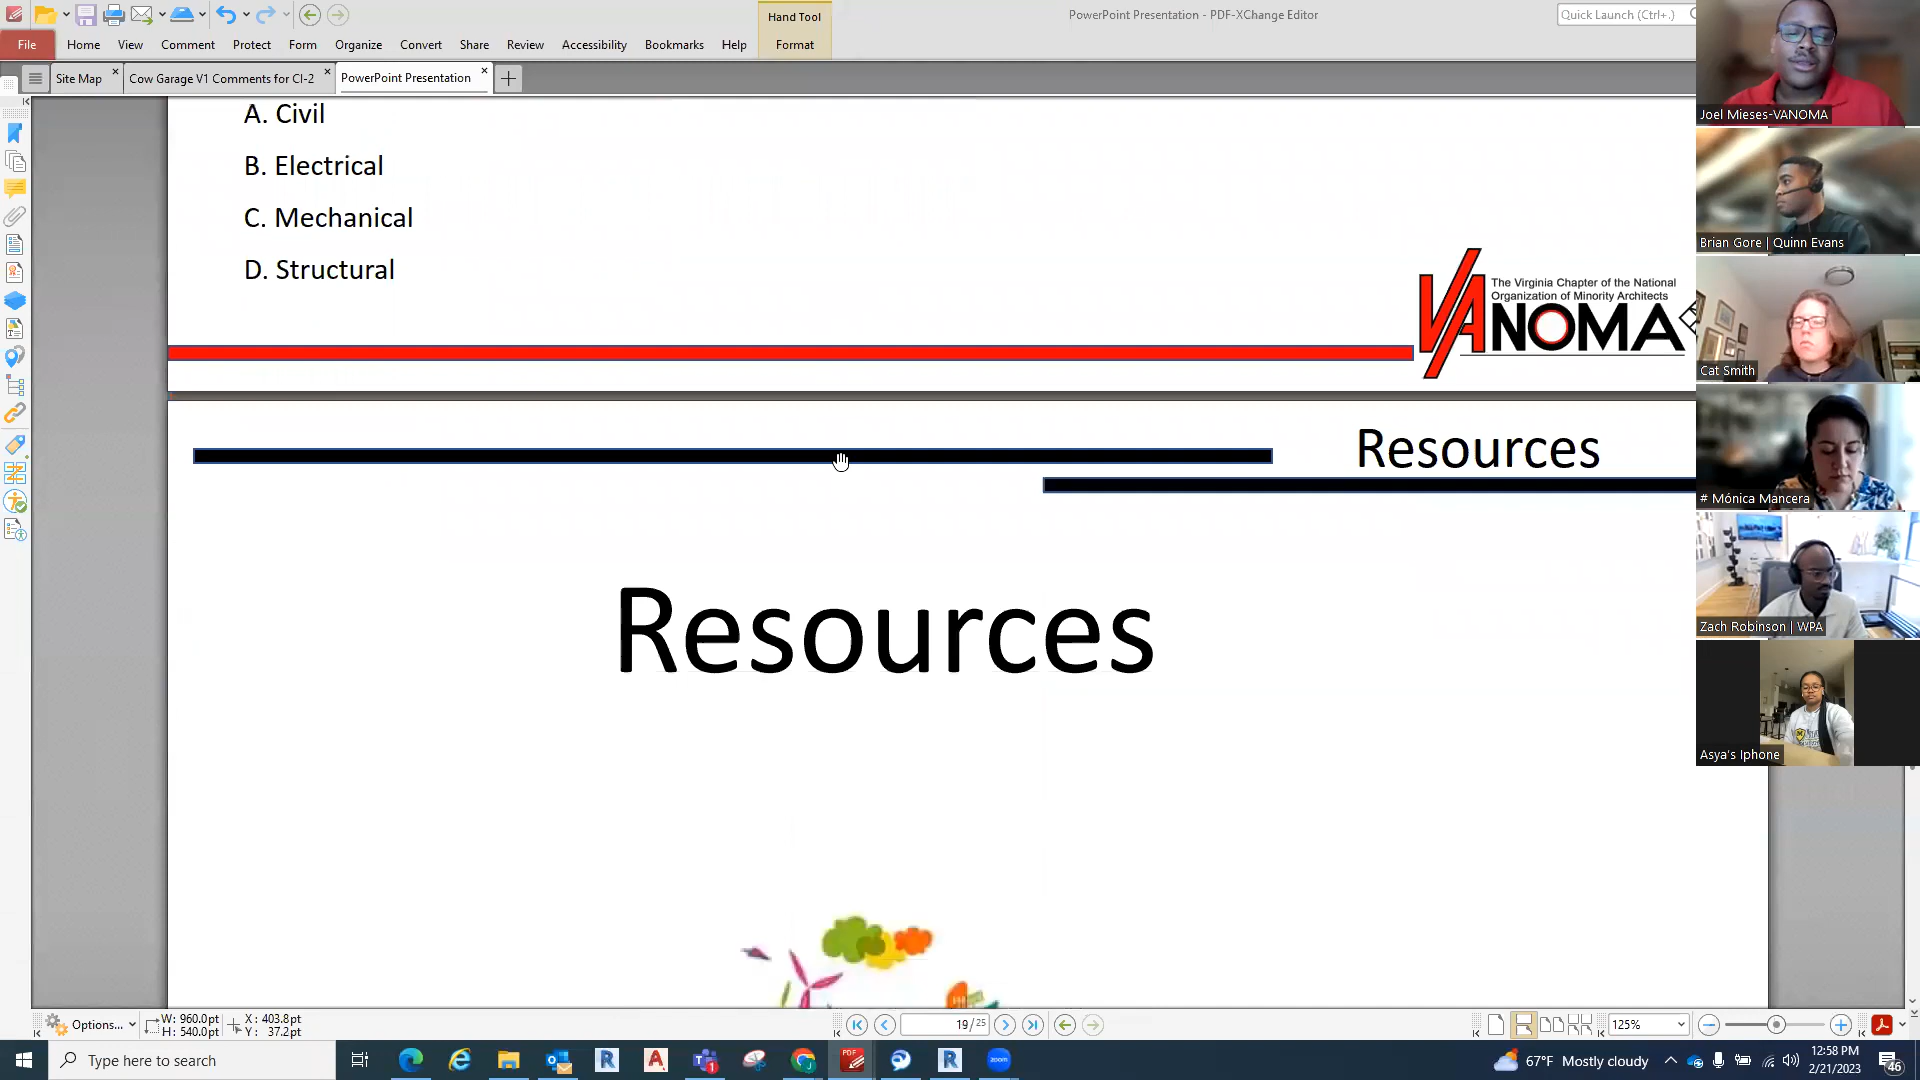 PowerPoint Presentation - PDF-XChange Editor
Quick Launch (Ctrl+.)
Hand Tool
File
Home
View
Comment
Protect
Form
Organize
Convert
Share
Review
Accessibility
Bookmarks
Help
Format
Site Map
Cow Garage V1 Comments for CI-2
PowerPoint Presentation
A. Civil
B. Electrical
C. Mechanical
D. Structural
The Virginia Chapter of the National
Organization of Minority Architects
VANOMA
Resources
Resources
Joel Mieses-VANOMA
Brian Gore | Quinn Evans
Cat Smith
# Mónica Mancera
Zach Robinson | WPA
Asya's Iphone
Options...
W: 960.0pt
H: 540.0pt
X: 403.8pt
Y: 37.2pt
19 / 25
125%
Type here to search
PDF
zoom
67°F Mostly cloudy
12:58 PM
2/21/2023
46